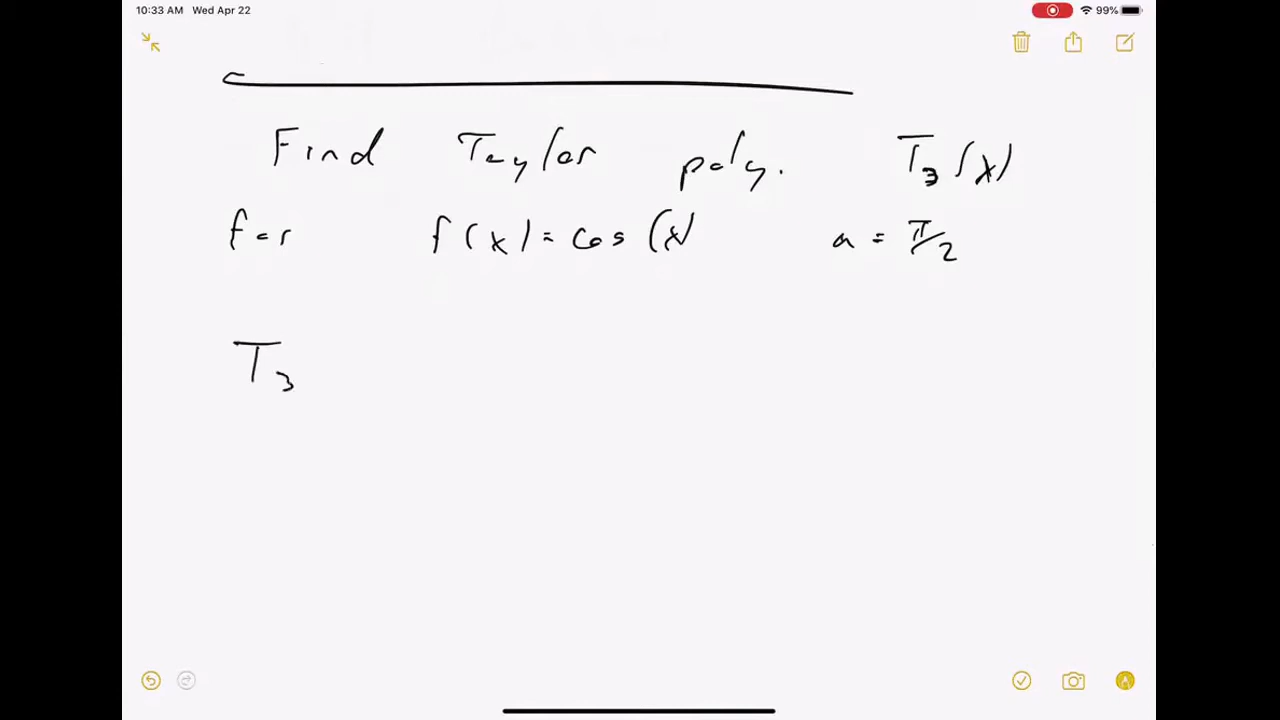 10:33 AM Wed Apr 22 99%
Find Taylor poly. T₃(x)
for f(x) = cos(x) a = π/2
T₃